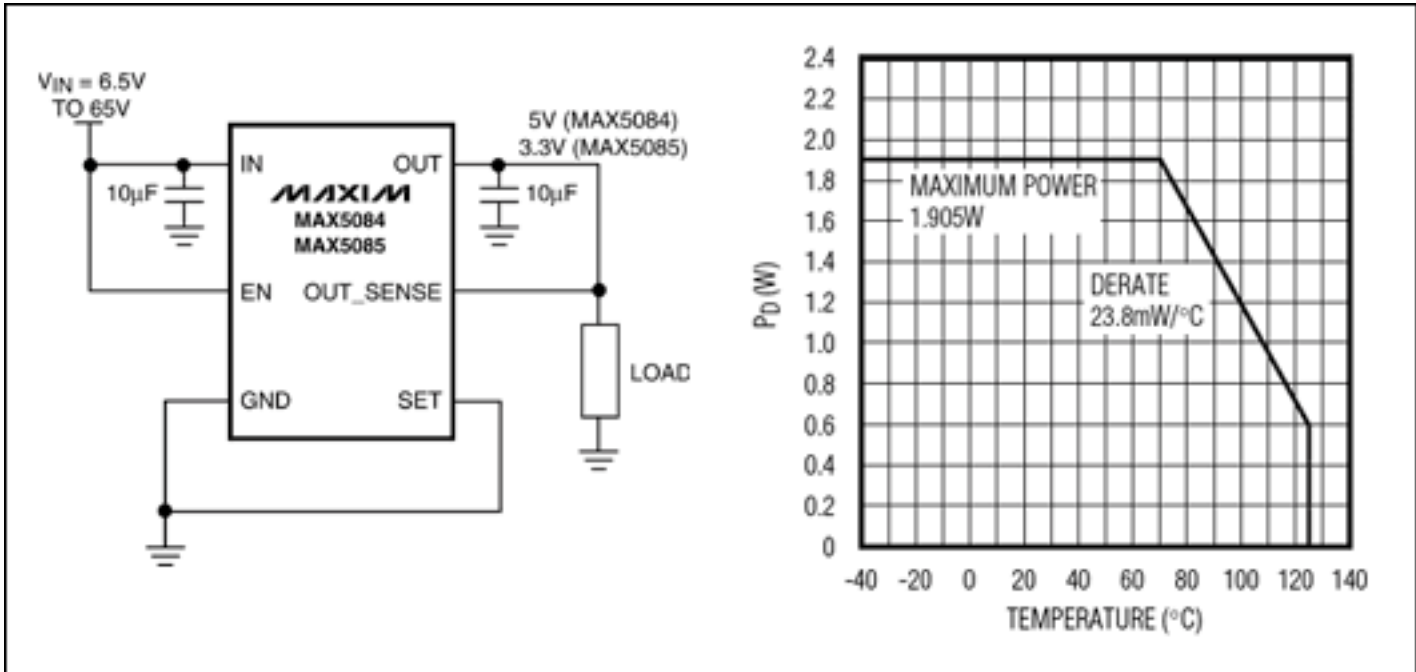 VIN = 6.5V
TO 65V
10µF
IN
EN
GND
MAXIM
MAX5084
MAX5085
OUT
OUT_SENSE
SET
5V (MAX5084)
3.3V (MAX5085)
10µF
LOAD
PD (W)
2.4
2.2
2.0
1.8
1.6
1.4
1.2
1.0
0.8
0.6
0.4
0.2
0
MAXIMUM POWER
1.905W
DERATE
23.8mW/°C
-40 -20 0 20 40 60 80 100 120 140
TEMPERATURE (°C)